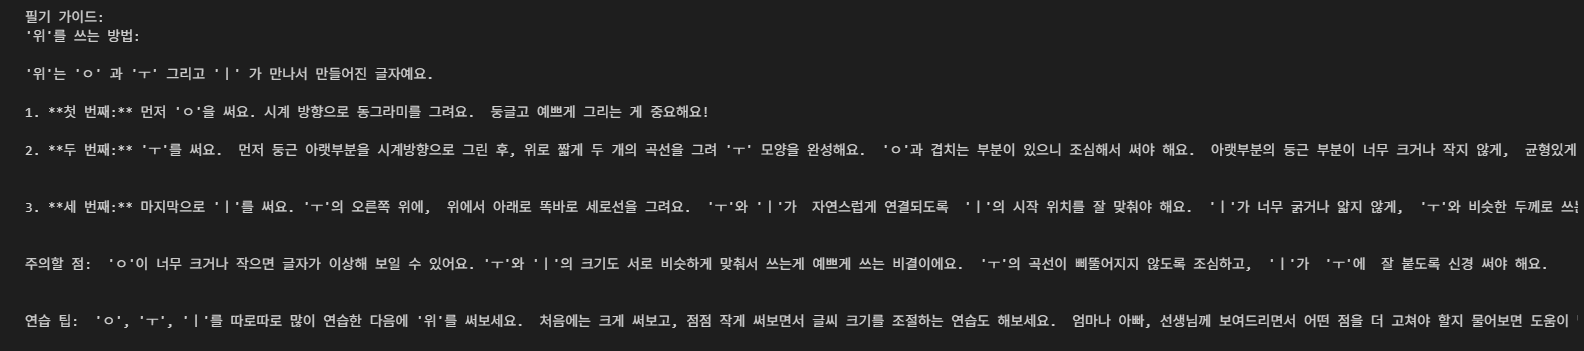 필기 가이드:
'위'를 쓰는 방법:
'위'는 'ㅇ' 과 'ㅜ' 그리고 'ㅣ' 가 만나서 만들어진 글자예요.
1. **첫 번째:** 먼저 'ㅇ'을 써요. 시계 방향으로 동그라미를 그려요.  둥글고 예쁘게 그리는 게 중요해요!
2. **두 번째:** 'ㅜ'를 써요.  먼저 둥근 아랫부분을 시계방향으로 그린 후, 위로 짧게 두 개의 곡선을 그려 'ㅜ' 모양을 완성해요.  'ㅇ'과 겹치는 부분이 있으니 조심해서 써야 해요.  아랫부분의 둥근 부분이 너무 크거나 작지 않게,  균형있게
3. **세 번째:** 마지막으로 'ㅣ'를 써요. 'ㅜ'의 오른쪽 위에,  위에서 아래로 똑바로 세로선을 그려요.  'ㅜ'와 'ㅣ'가  자연스럽게 연결되도록  'ㅣ'의 시작 위치를 잘 맞춰야 해요.  'ㅣ'가 너무 굵거나 얇지 않게,  'ㅜ'와 비슷한 두께로
주의할 점:  'ㅇ'이 너무 크거나 작으면 글자가 이상해 보일 수 있어요. 'ㅜ'와 'ㅣ'의 크기도 서로 비슷하게 맞춰서 쓰는게 예쁘게 쓰는 비결이에요.  'ㅜ'의 곡선이 삐뚤어지지 않도록 조심하고,  'ㅣ'가  'ㅜ'에  잘 붙도록 신경 써야 해요.
연습 팁:  'ㅇ', 'ㅜ', 'ㅣ'를 따로따로 많이 연습한 다음에 '위'를 써보세요.  처음에는 크게 써보고, 점점 작게 써보면서 글씨 크기를 조절하는 연습도 해보세요.  엄마나 아빠, 선생님께 보여드리면서 어떤 점을 더 고쳐야 할지 물어보면 도움이